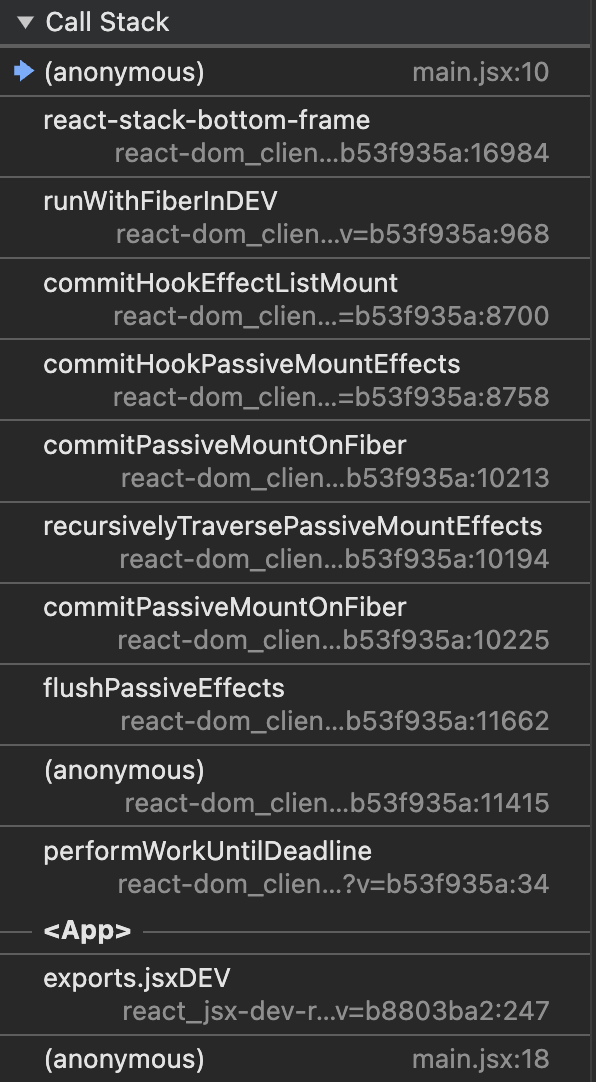 Call Stack
(anonymous) main.jsx:10
react-stack-bottom-frame
react-dom_clien...b53f935a:16984
runWithFiberInDEV
react-dom_clien...v=b53f935a:968
commitHookEffectListMount
react-dom_clien...=b53f935a:8700
commitHookPassiveMountEffects
react-dom_clien...=b53f935a:8758
commitPassiveMountOnFiber
react-dom_clien...b53f935a:10213
recursivelyTraversePassiveMountEffects
react-dom_clien...b53f935a:10194
commitPassiveMountOnFiber
react-dom_clien...b53f935a:10225
flushPassiveEffects
react-dom_clien...b53f935a:11662
(anonymous)
react-dom_clien...b53f935a:11415
performWorkUntilDeadline
react-dom_clien...?v=b53f935a:34
<App>
exports.jsxDEV
react_jsx-dev-r...v=b8803ba2:247
(anonymous) main.jsx:18